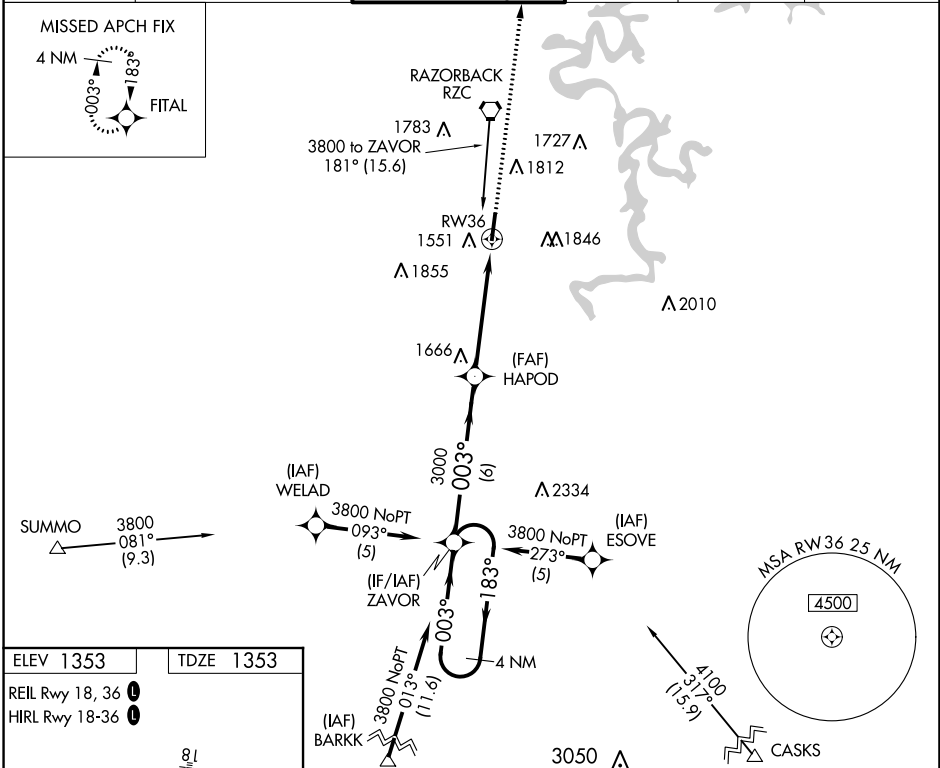 MISSED APCH FIX
4 NM
003°
183°
FITAL
RAZORBACK
RZC
1783
3800 to ZAVOR
181° (15.6)
1727
1812
RW36
1551
1846
1855
2010
1666
(FAF)
HAPOD
3000
003°
(6)
(IAF)
WELAD
2334
SUMMO
3800
081°
(9.3)
3800 NoPT
093°
(5)
3800 NoPT
273°
(5)
(IAF)
ESOVE
(IF/IAF)
ZAVOR
003°
183°
4 NM
MSA RW36 25 NM
4500
3800 NoPT
013°
(11.6)
(IAF)
BARKK
4100
317°
(15.9)
CASKS
3050
ELEV 1353
TDZE 1353
REIL Rwy 18, 36 L
HIRL Rwy 18-36 L
18